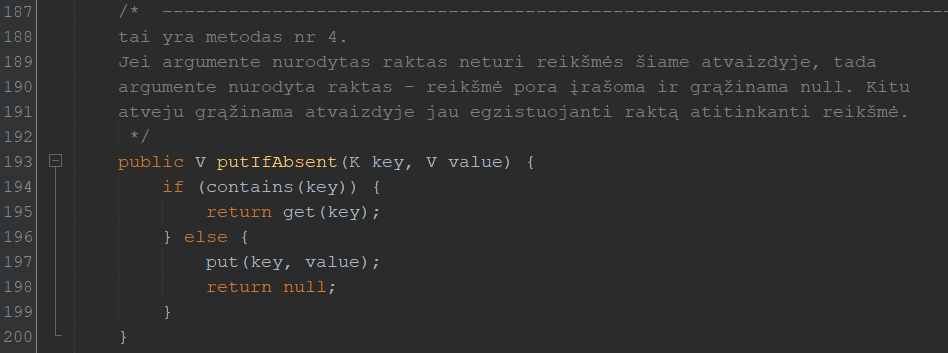 187 /* --------------------------------------------------------------------------
188 tai yra metodas nr 4.
189 Jei argumente nurodytas raktas neturi reikšmės šiame atvaizdyje, tada
190 argumente nurodyta raktas - reikšmė pora įrašoma ir grąžinama null. Kitu
191 atveju grąžinama atvaizdyje jau egzistuojanti raktą atitinkanti reikšmė.
192 */
193 public V putIfAbsent(K key, V value) {
194 if (contains(key)) {
195 return get(key);
196 } else {
197 put(key, value);
198 return null;
199 }
200 }